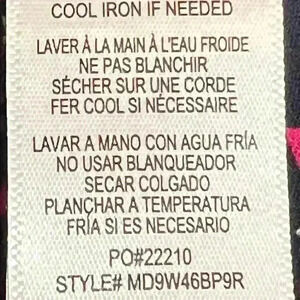 COOL IRON IF NEEDED
LAVER À LA MAIN À L'EAU FROIDE
NE PAS BLANCHIR
SÉCHER SUR UNE CORDE
FER COOL SI NÉCESSAIRE
LAVAR A MANO CON AGUA FRÍA
NO USAR BLANQUEADOR
SECAR COLGADO
PLANCHAR A TEMPERATURA
FRÍA SI ES NECESARIO
PO#22210
STYLE# MD9W46BP9R